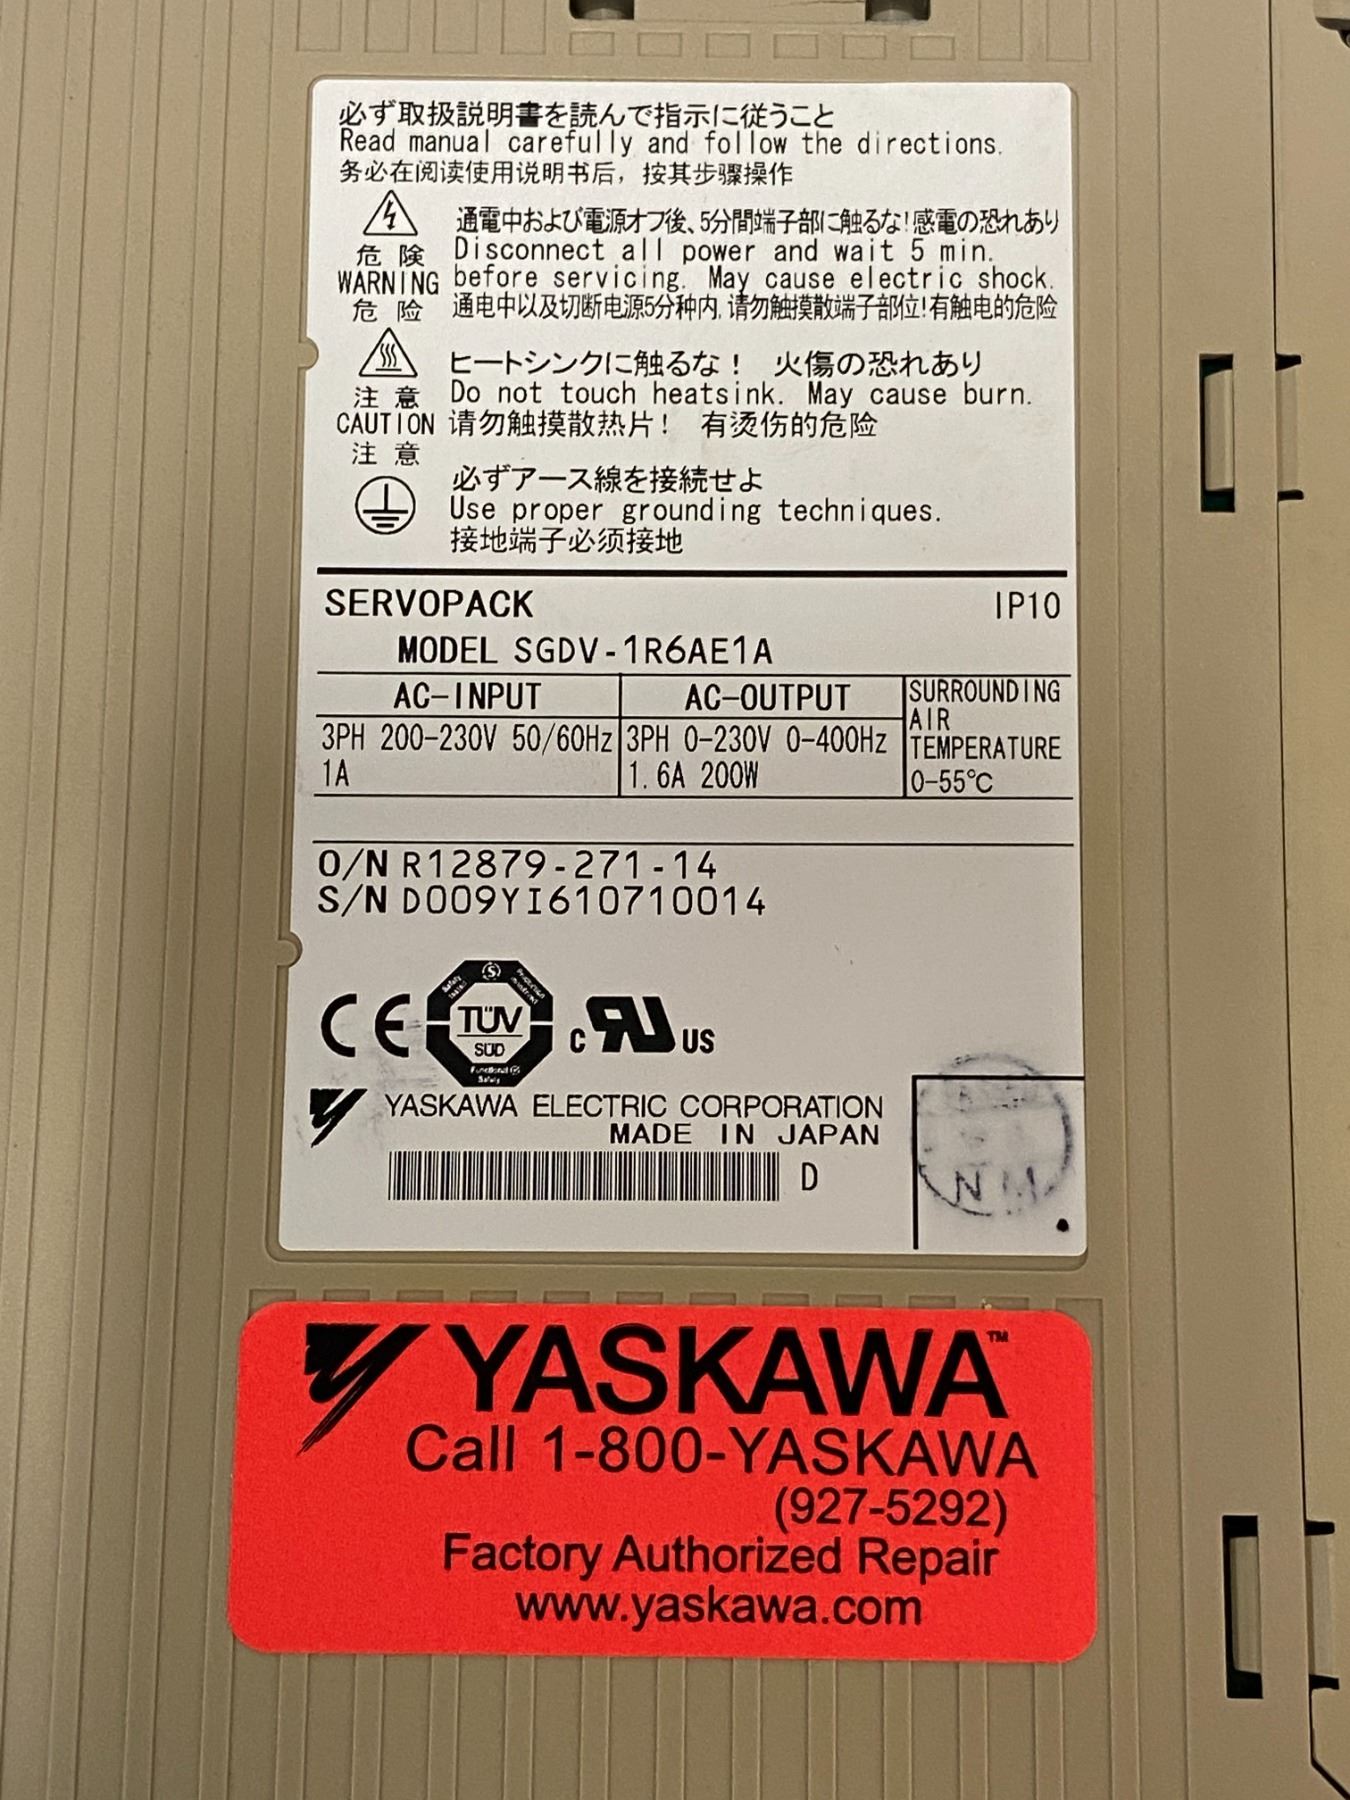 必ず取扱説明書を読んで指示に従うこと
Read manual carefully and follow the directions.
务必在阅读使用说明书后，按其步骤操作
危 険
WARNING
危 险
通電中および電源オフ後、5分間端子部に触るな!感電の恐れあり
Disconnect all power and wait 5 min.
before servicing. May cause electric shock.
通电中以及切断电源5分种内,请勿触摸散端子部位!有触电的危险
注 意
CAUTION
注 意
ヒートシンクに触るな! 火傷の恐れあり
Do not touch heatsink. May cause burn.
请勿触摸散热片! 有烫伤的危险
必ずアース線を接続せよ
Use proper grounding techniques.
接地端子必须接地
SERVOPACK IP10
MODEL SGDV-1R6AE1A
AC-INPUT
3PH 200-230V 50/60Hz
1A
AC-OUTPUT
3PH 0-230V 0-400Hz
1.6A 200W
SURROUNDING
AIR
TEMPERATURE
0-55℃
O/N R12879-271-14
S/N D009YI610710014
CE
TÜV
SÜD
Functional
Safety
c RU US
YASKAWA ELECTRIC CORPORATION
MADE IN JAPAN
D
YASKAWA™
Call 1-800-YASKAWA
(927-5292)
Factory Authorized Repair
www.yaskawa.com